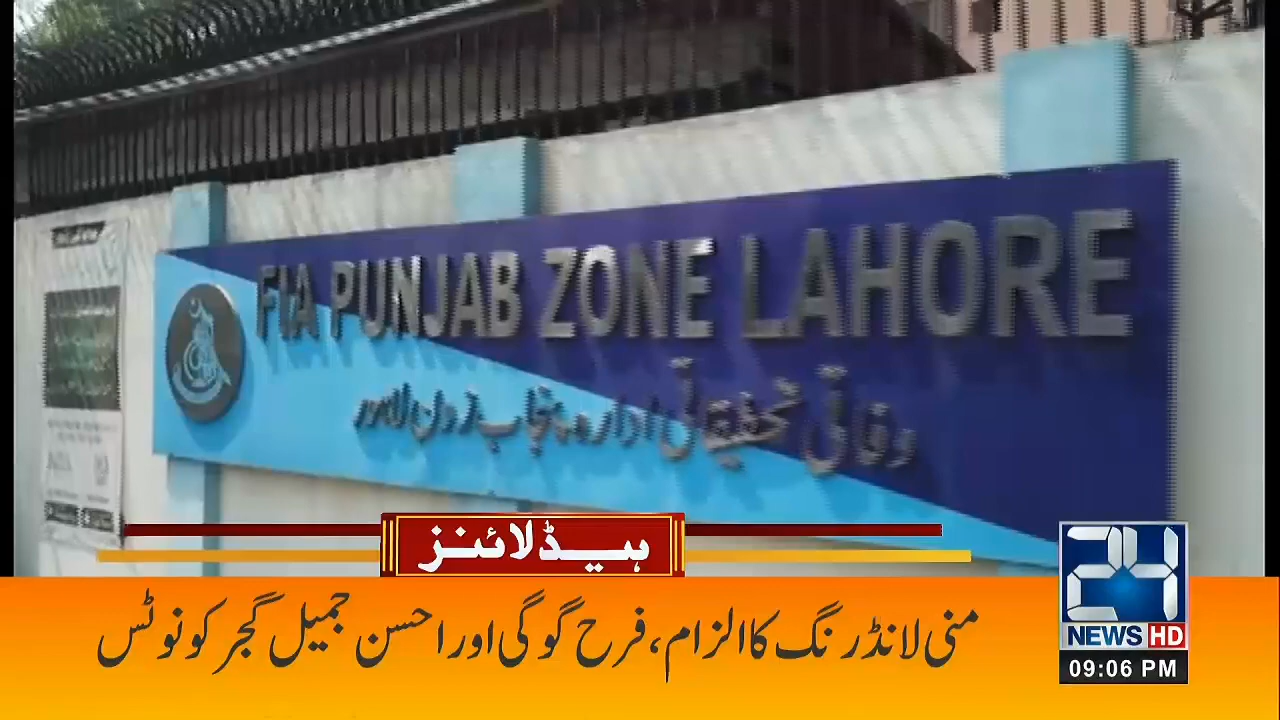 FIA PUNJAB ZONE LAHORE
وفاقی تحقیقاتی ادارہ پنجاب زون لاہور
ہیڈلائنز
منی لانڈرنگ کا الزام، فرح گوگی اور احسن جمیل گجر کو نوٹس
24
NEWS HD
09:06 PM